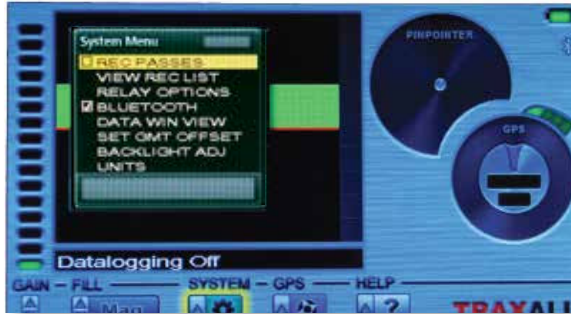 PINPOINTER
System Menu
REC PASSES
VIEW REC LIST
RELAY OPTIONS
BLUETOOTH
DATA WIN VIEW
SET GMT OFFSET
BACKLIGHT ADJ
UNITS
GPS
Datalogging Off
GAIN FILL SYSTEM GPS HELP
Man ?